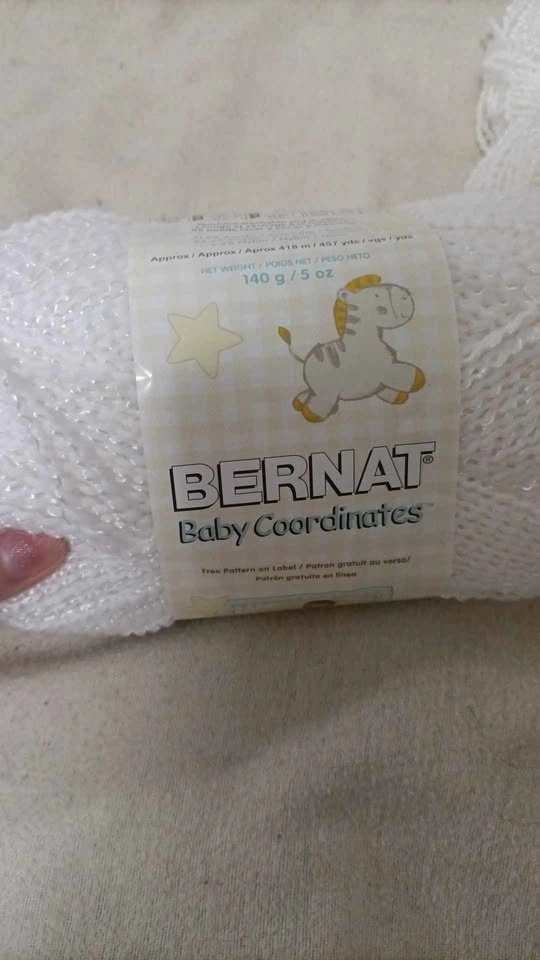 Approx / Approx / Aprox 418 m / 457 yds / vgs / yds
NET WEIGHT / POIDS NET / PESO NETO
140 g / 5 oz
BERNAT®
Baby Coordinates™
Free Pattern on Label / Patron gratuit au verso/
Patrón gratuito en línea